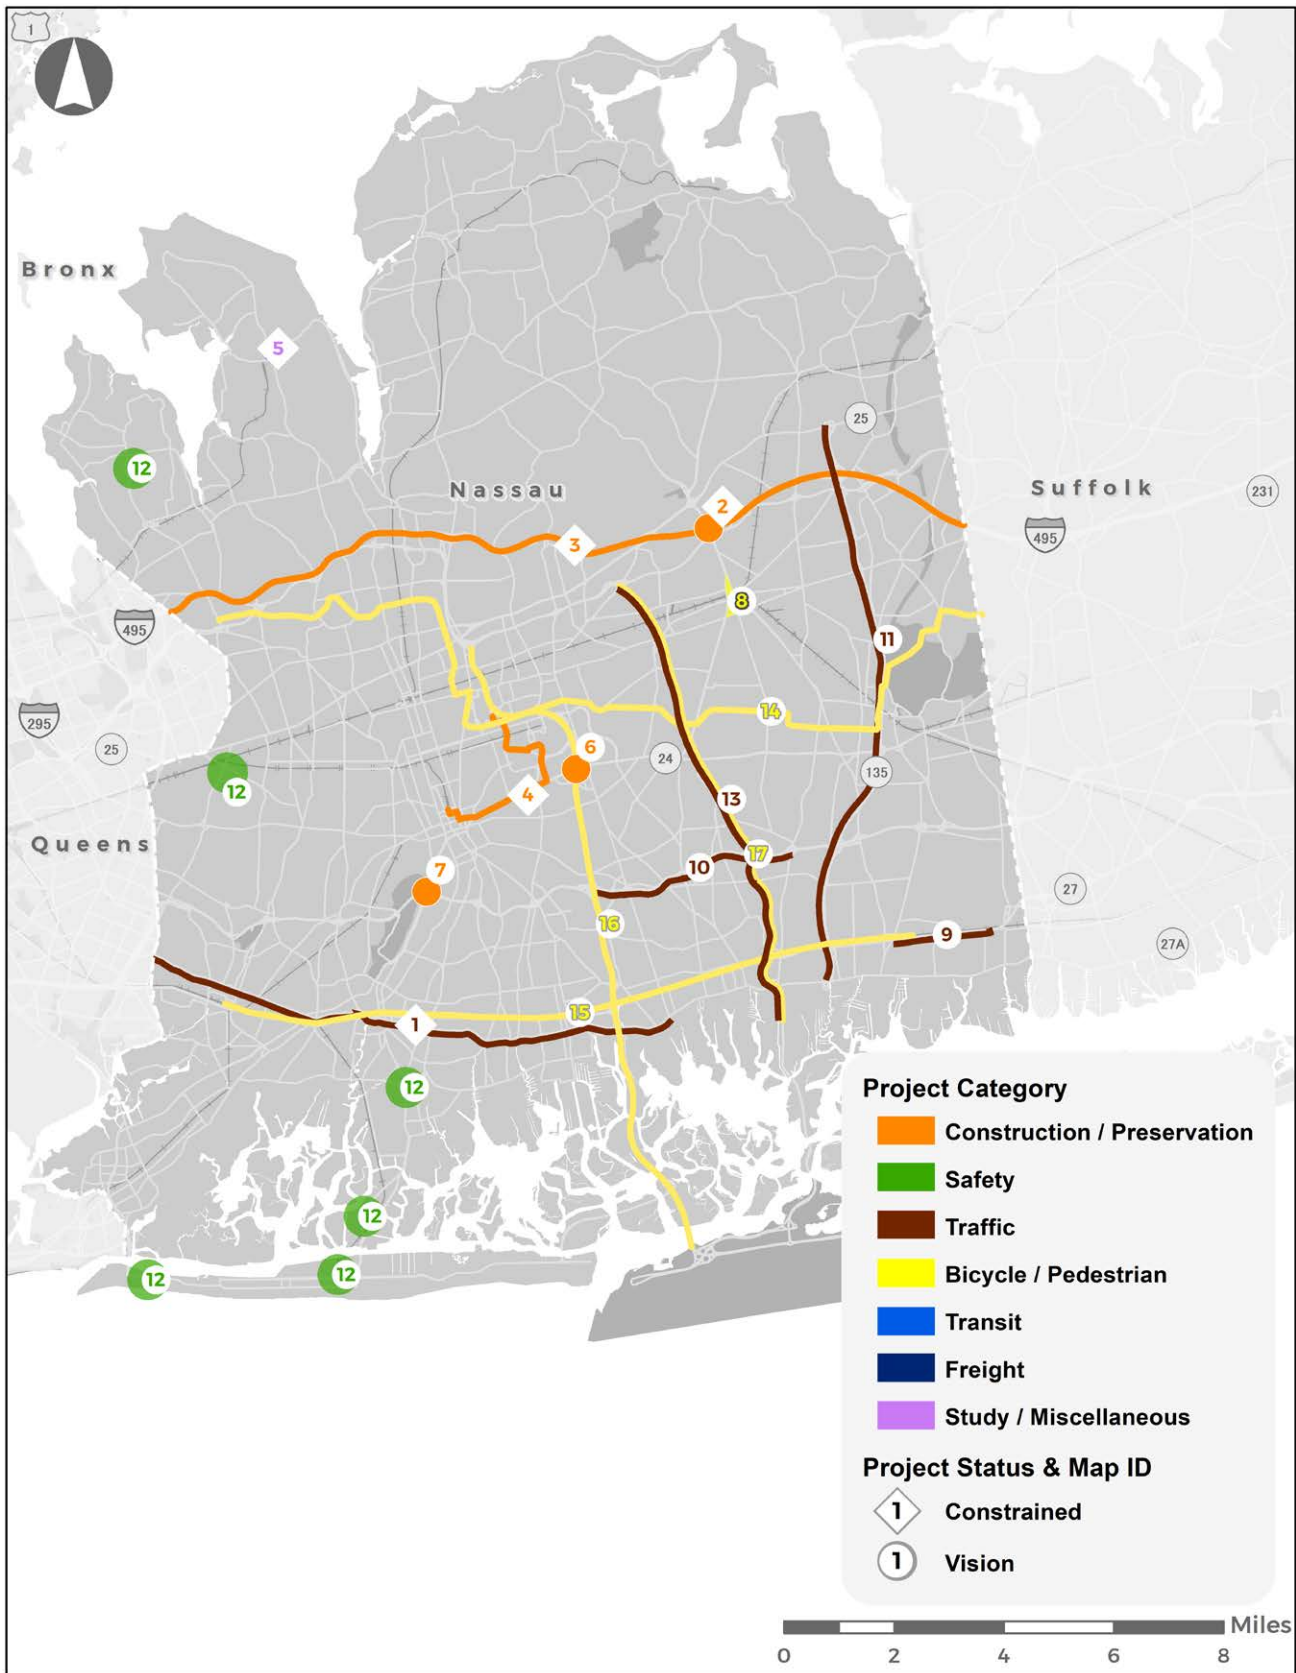 1
Bronx
5
25
12
Nassau
2
Suffolk
231
3
495
8
495
11
14
295
25
6
24
12
135
4
13
Queens
17
10
7
27
16
9
27A
15
1
12
12
12
12
Project Category
Construction / Preservation
Safety
Traffic
Bicycle / Pedestrian
Transit
Freight
Study / Miscellaneous
Project Status & Map ID
1 Constrained
1 Vision
Miles
0 2 4 6 8